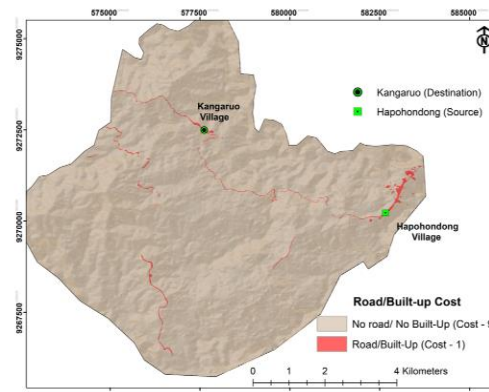 575000 577500 580000 582500 585000
9275000
Kangaruo (Destination)
Hapohondong (Source)
Kangaruo
Village
9272500
9270000
Hapohondong
Village
9267500
Road/Built-up Cost
No road/ No Built-Up (Cost - 9
Road/Built-Up (Cost - 1)
0 1 2 4 Kilometers
N